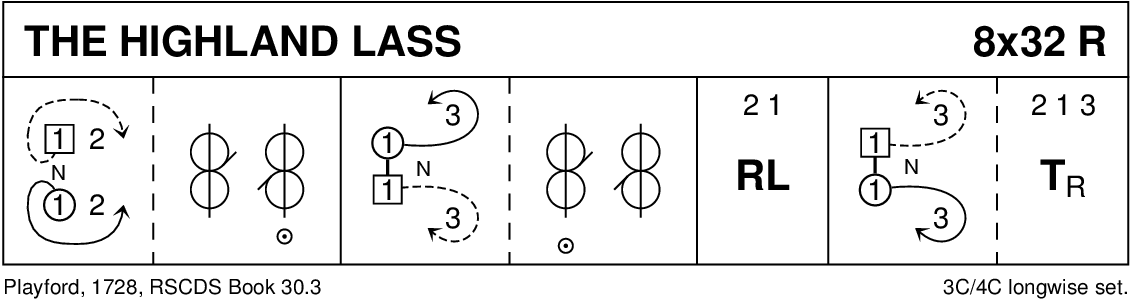 THE HIGHLAND LASS 8x32 R
1 2 3 1 2 1 3 2 1 3
N N N
1 2 1 3 RL 1 3 TR
Playford, 1728, RSCDS Book 30.3 3C/4C longwise set.